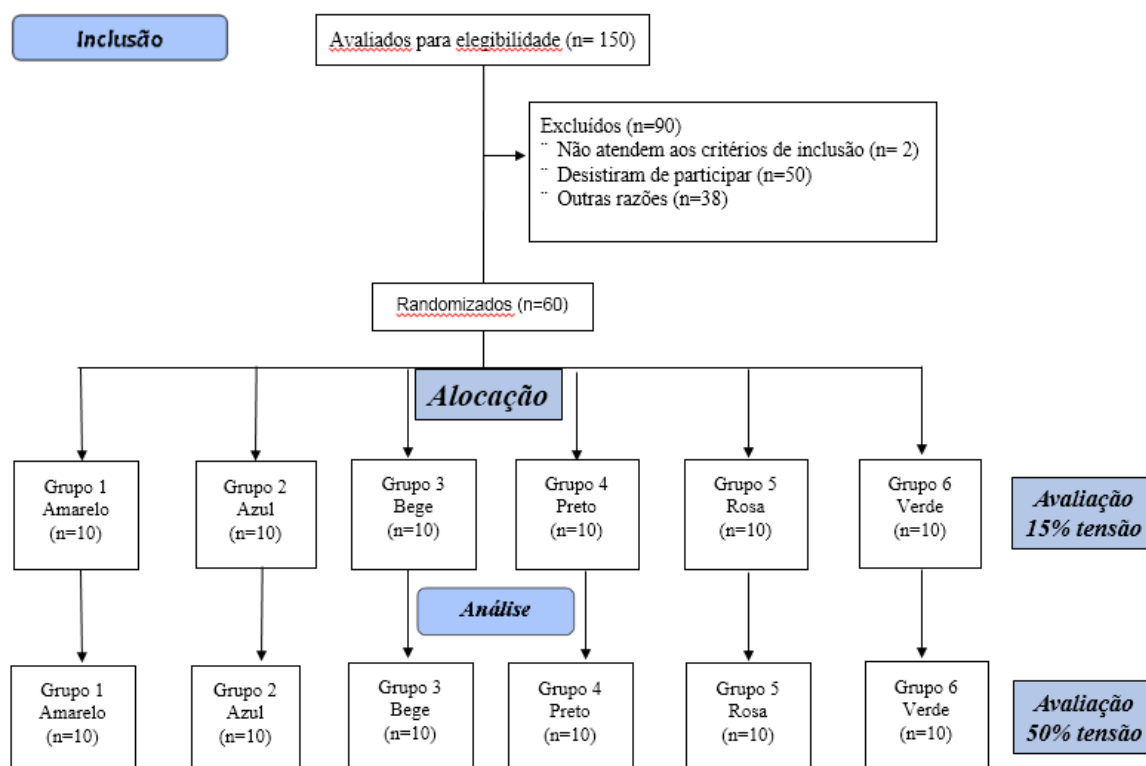 Inclusão
Avaliados para elegibilidade (n= 150)
Excluídos (n=90)
¨ Não atendem aos critérios de inclusão (n= 2)
¨ Desistiram de participar (n=50)
¨ Outras razões (n=38)
Randomizados (n=60)
Alocação
Grupo 1
Amarelo
(n=10)
Grupo 2
Azul
(n=10)
Grupo 3
Bege
(n=10)
Grupo 4
Preto
(n=10)
Grupo 5
Rosa
(n=10)
Grupo 6
Verde
(n=10)
Avaliação
15% tensão
Análise
Grupo 1
Amarelo
(n=10)
Grupo 2
Azul
(n=10)
Grupo 3
Bege
(n=10)
Grupo 4
Preto
(n=10)
Grupo 5
Rosa
(n=10)
Grupo 6
Verde
(n=10)
Avaliação
50% tensão